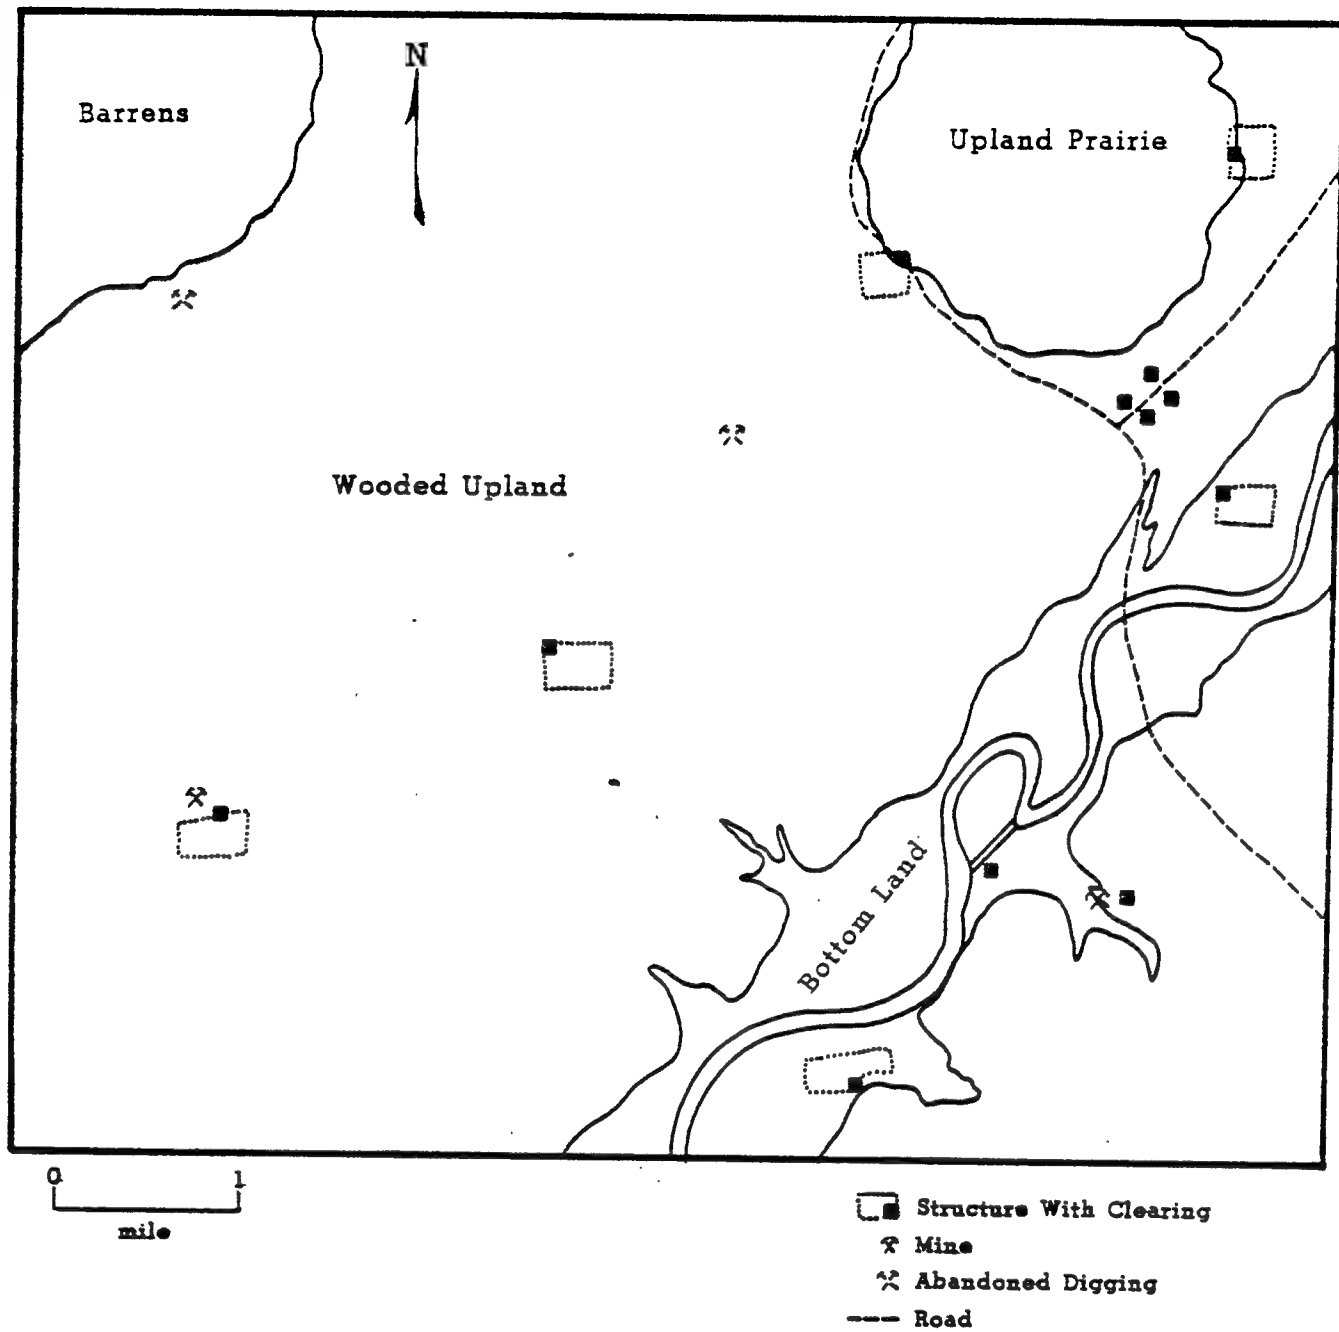 N
Barrens
Upland Prairie
Wooded Upland
Bottom Land
0 1
mile
Structure With Clearing
Mine
Abandoned Digging
Road